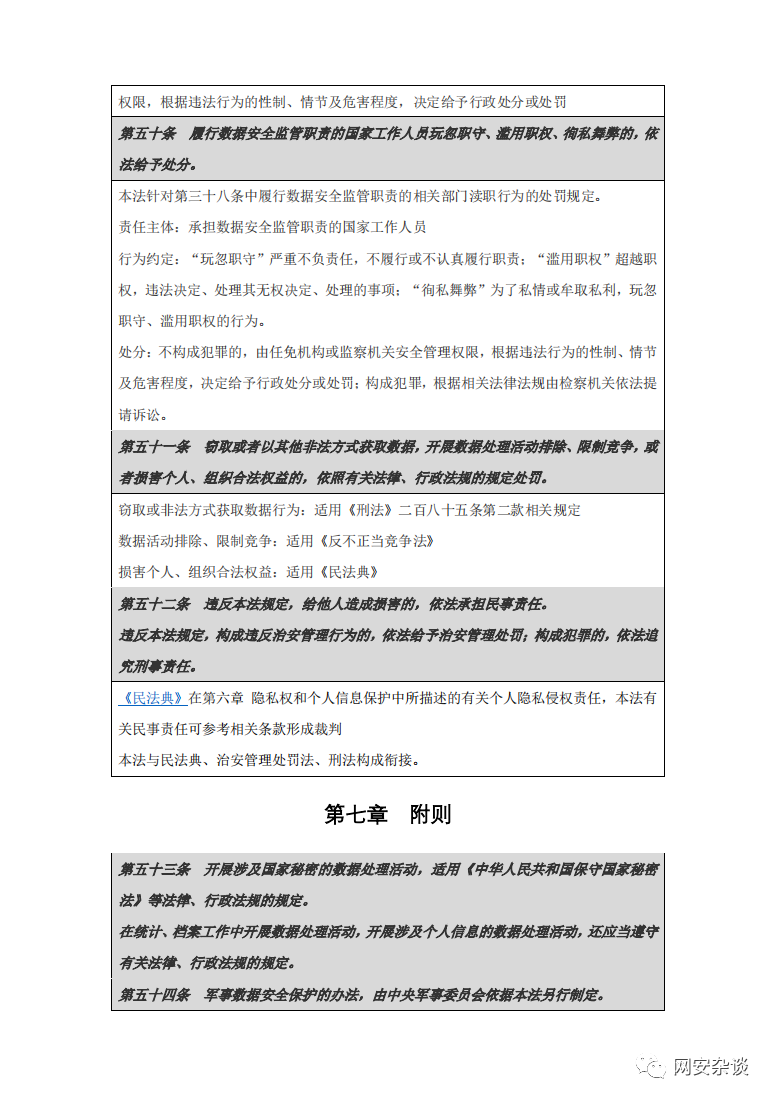 权限，根据违法行为的性制、情节及危害程度，决定给予行政处分或处罚
第五十条　履行数据安全监管职责的国家工作人员玩忽职守、滥用职权、徇私舞弊的，依
法给予处分。
本法针对第三十八条中履行数据安全监管职责的相关部门渎职行为的处罚规定。
责任主体：承担数据安全监管职责的国家工作人员
行为约定：“玩忽职守”严重不负责任，不履行或不认真履行职责；“滥用职权”超越职
权，违法决定、处理其无权决定、处理的事项；“徇私舞弊”为了私情或牟取私利，玩忽
职守、滥用职权的行为。
处分：不构成犯罪的，由任免机构或监察机关安全管理权限，根据违法行为的性制、情节
及危害程度，决定给予行政处分或处罚；构成犯罪，根据相关法律法规由检察机关依法提
请诉讼。
第五十一条　窃取或者以其他非法方式获取数据，开展数据处理活动排除、限制竞争，或
者损害个人、组织合法权益的，依照有关法律、行政法规的规定处罚。
窃取或非法方式获取数据行为：适用《刑法》二百八十五条第二款相关规定
数据活动排除、限制竞争：适用《反不正当竞争法》
损害个人、组织合法权益：适用《民法典》
第五十二条　违反本法规定，给他人造成损害的，依法承担民事责任。
违反本法规定，构成违反治安管理行为的，依法给予治安管理处罚；构成犯罪的，依法追
究刑事责任。
《民法典》在第六章 隐私权和个人信息保护中所描述的有关个人隐私侵权责任，本法有
关民事责任可参考相关条款形成裁判
本法与民法典、治安管理处罚法、刑法构成衔接。
第七章　附则
第五十三条　开展涉及国家秘密的数据处理活动，适用《中华人民共和国保守国家秘密
法》等法律、行政法规的规定。
在统计、档案工作中开展数据处理活动，开展涉及个人信息的数据处理活动，还应当遵守
有关法律、行政法规的规定。
第五十四条　军事数据安全保护的办法，由中央军事委员会依据本法另行制定。
网安杂谈